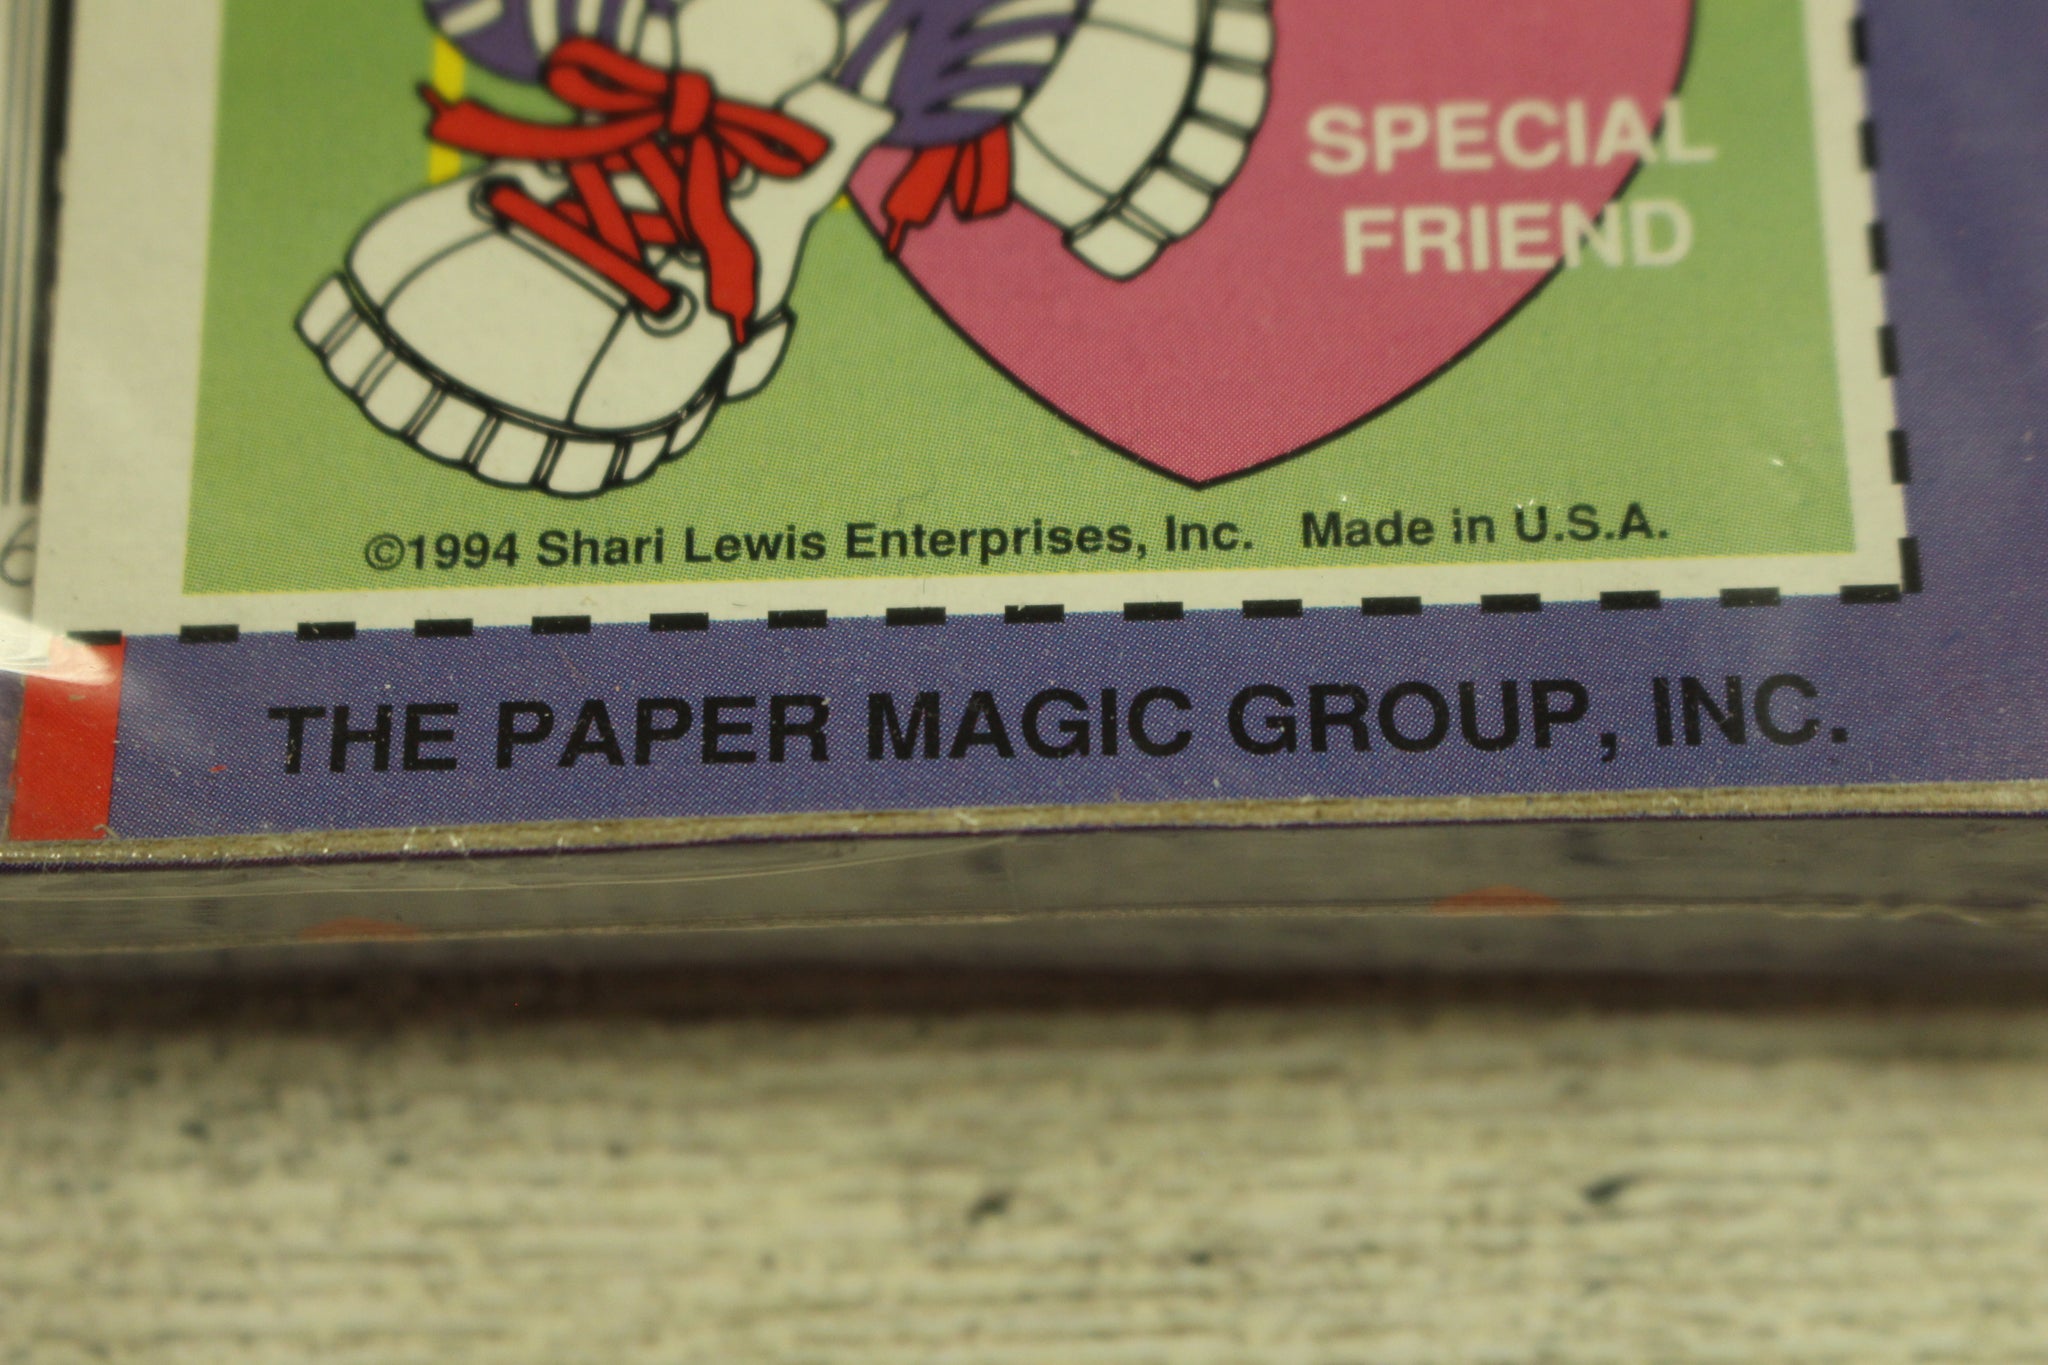 SPECIAL
FRIEND
©1994 Shari Lewis Enterprises, Inc. Made in U.S.A.
THE PAPER MAGIC GROUP, INC.